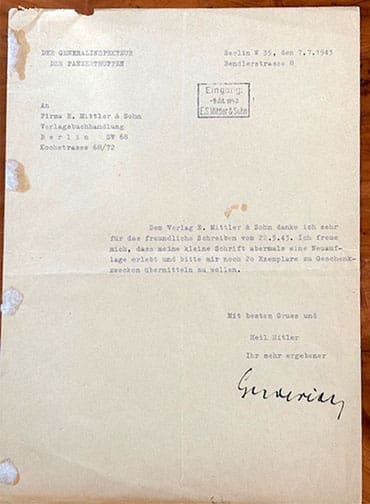 DER GENERALINSPEKTEUR
DER PANZERTRUPPEN
Berlin W 35, den 7.7.1943
Bendlerstrasse 8
Eingang:
E.S.Mittler & Sohn
An
Firma E. Mittler & Sohn
Verlagsbuchhandlung
Berlin SW 68
Kochstrasse 68/72
Dem Verlag E. Mittler & Sohn danke ich sehr
für das freundliche Schreiben vom 22.5.43. Ich freue
mich, dass meine kleine Schrift abermals eine Neuauf-
lage erlebt und bitte mir noch 20 Exemplare zu Geschenk-
zwecken übermitteln zu wollen.
Mit besten Gruss und
Heil Hitler
Ihr sehr ergebener
Guderian